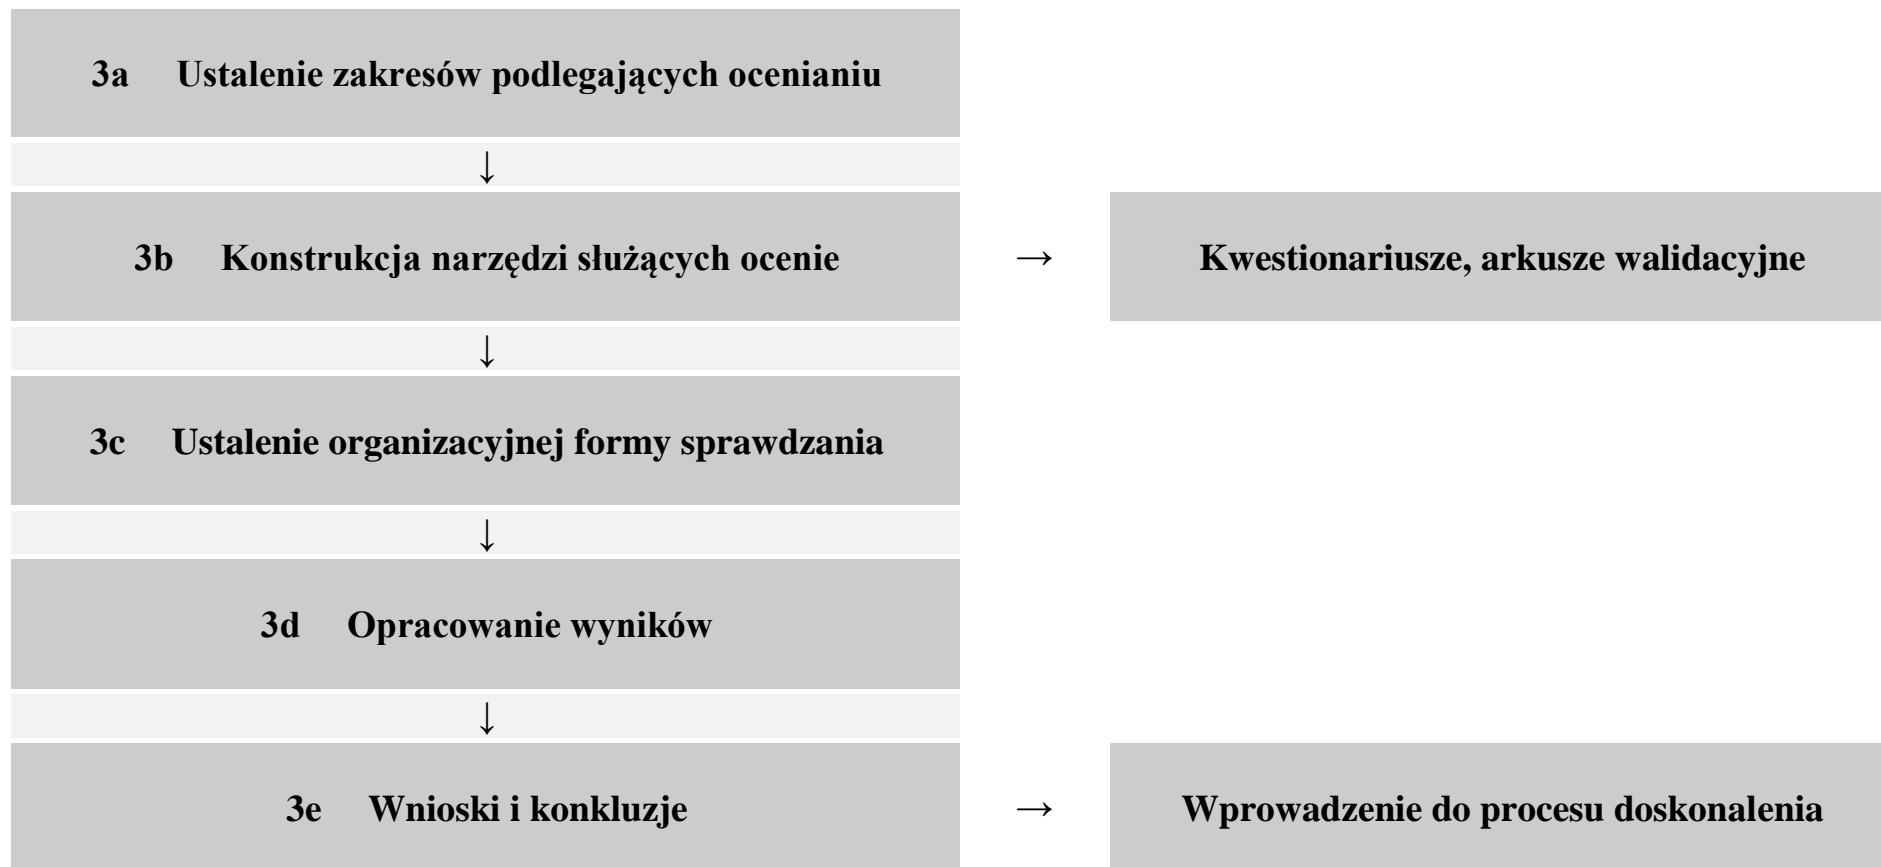 3a Ustalenie zakresów podlegających ocenianiu
↓
3b Konstrukcja narzędzi służących ocenie → Kwestionariusze, arkusze walidacyjne
↓
3c Ustalenie organizacyjnej formy sprawdzania
↓
3d Opracowanie wyników
↓
3e Wnioski i konkluzje → Wprowadzenie do procesu doskonalenia